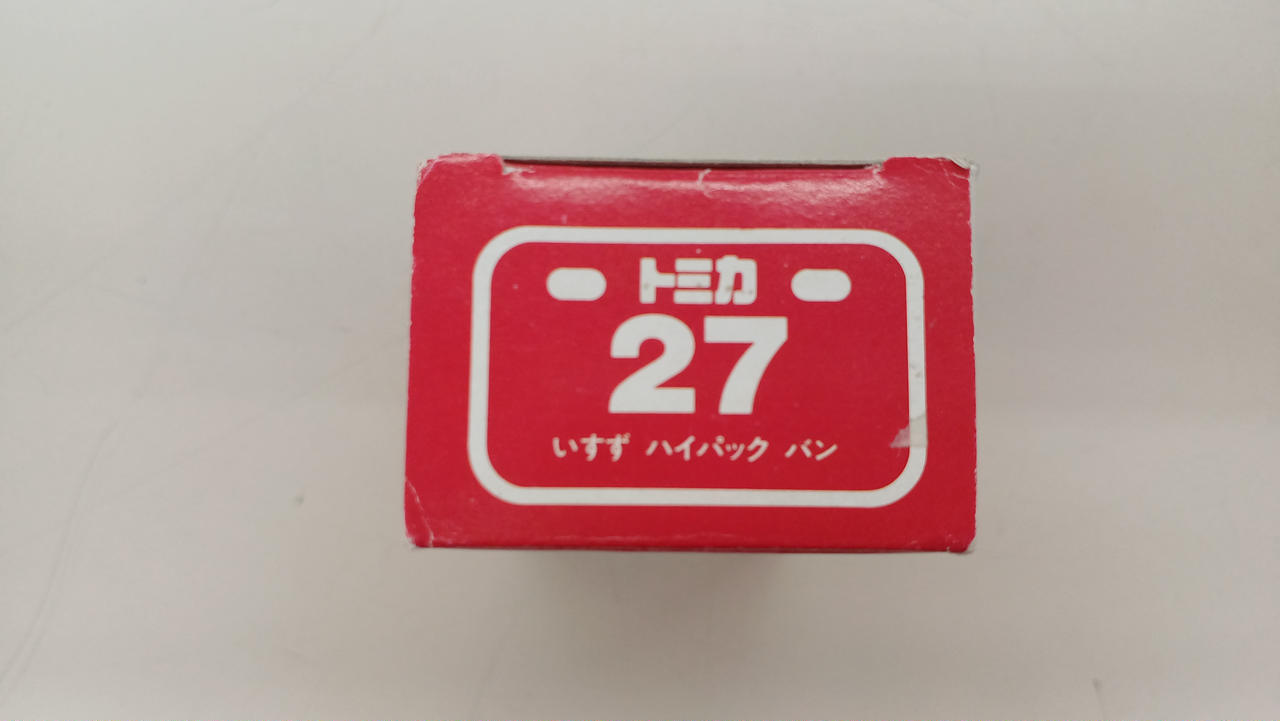 トミカ
27
いすず ハイパック バン